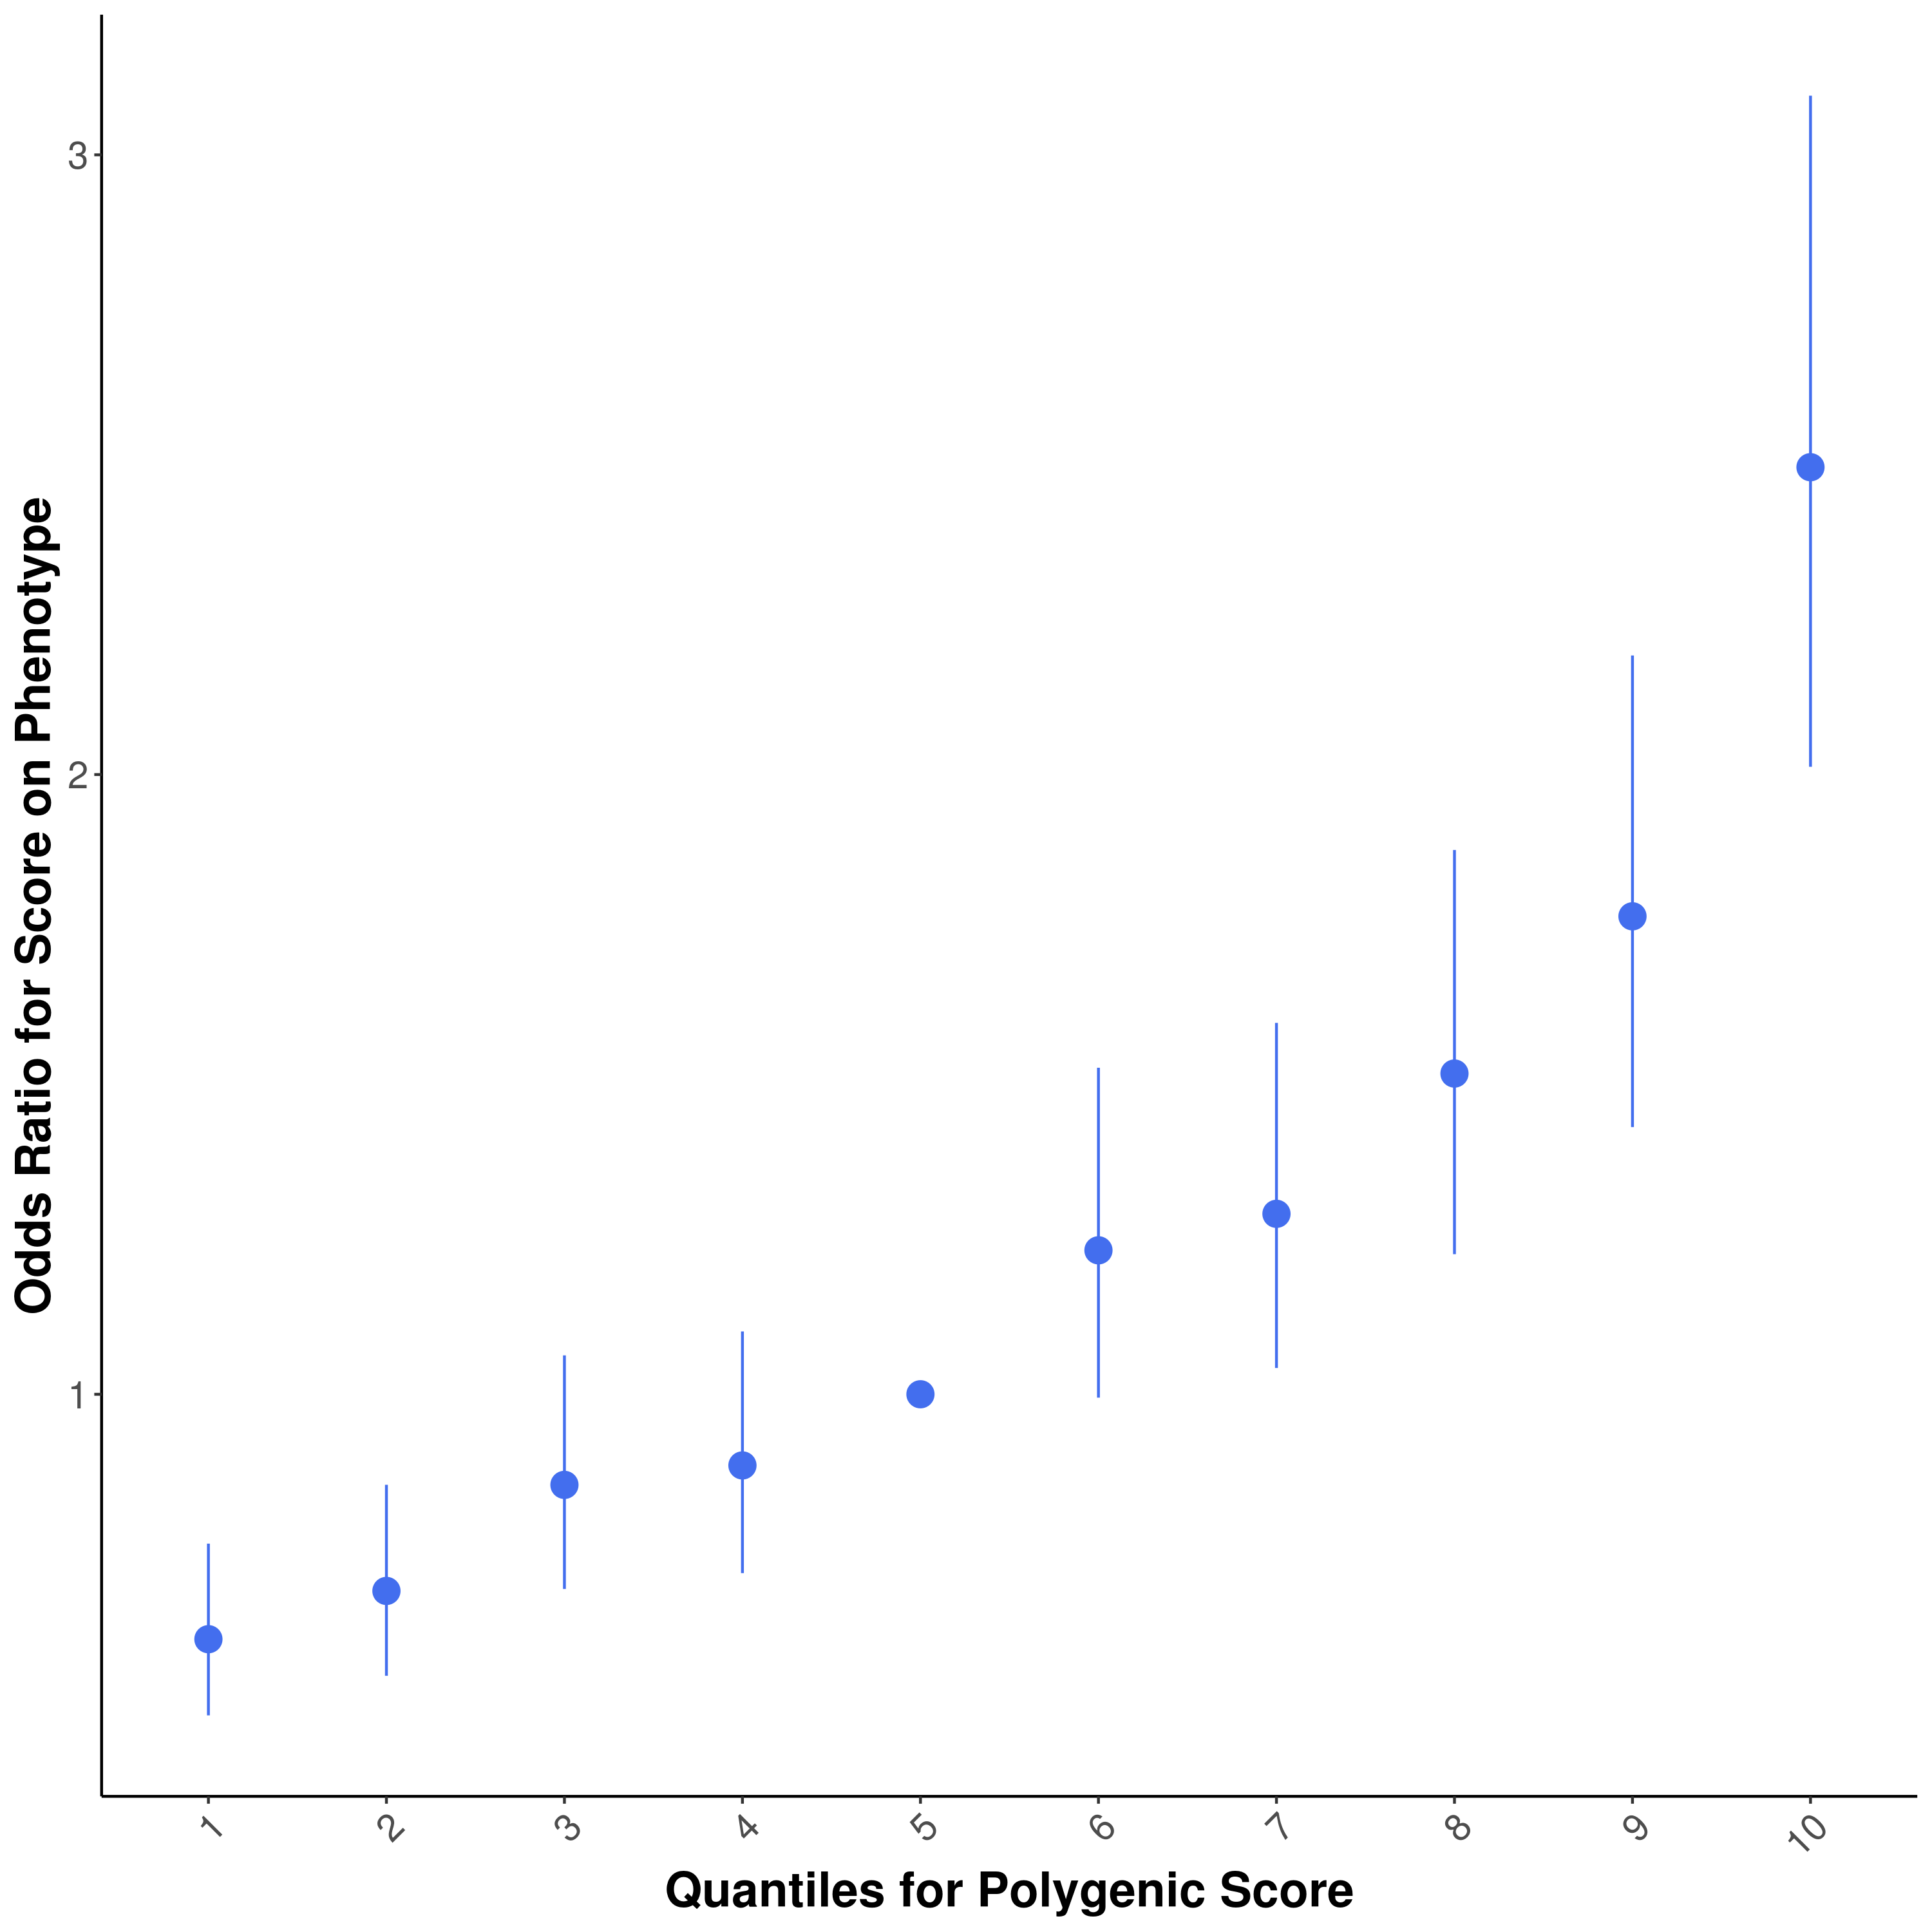 Odds Ratio for Score on Phenotype
3
2
1
1 2 3 4 5 6 7 8 9 10
Quantiles for Polygenic Score